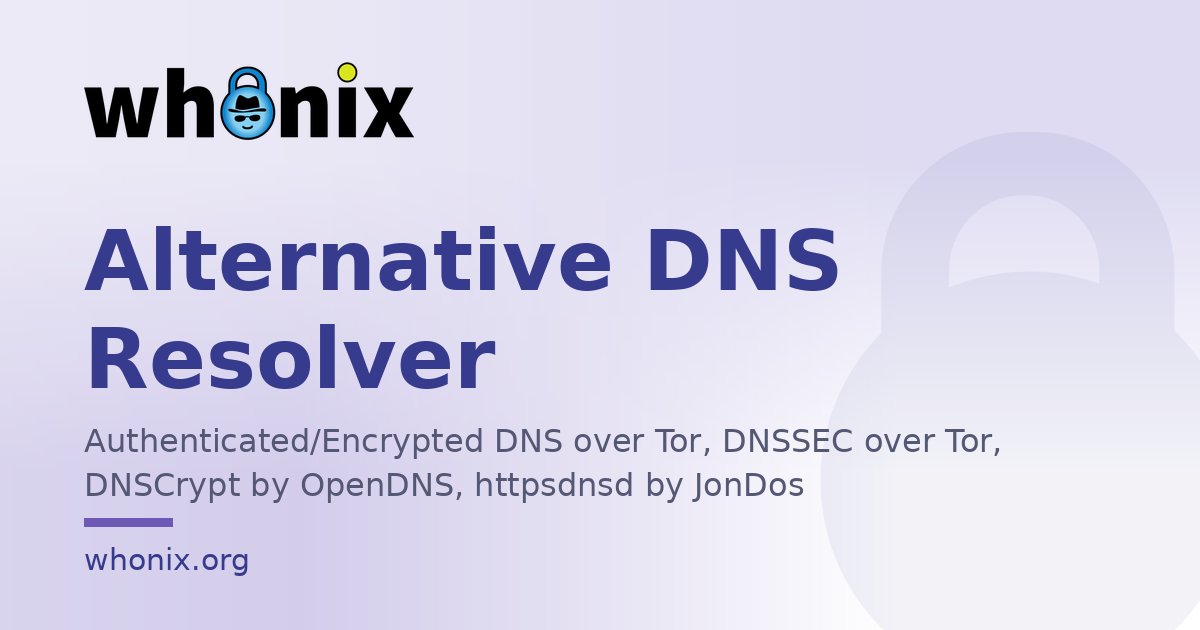 whonix
Alternative DNS
Resolver
Authenticated/Encrypted DNS over Tor, DNSSEC over Tor,
DNSCrypt by OpenDNS, httpsdnsd by JonDos
whonix.org